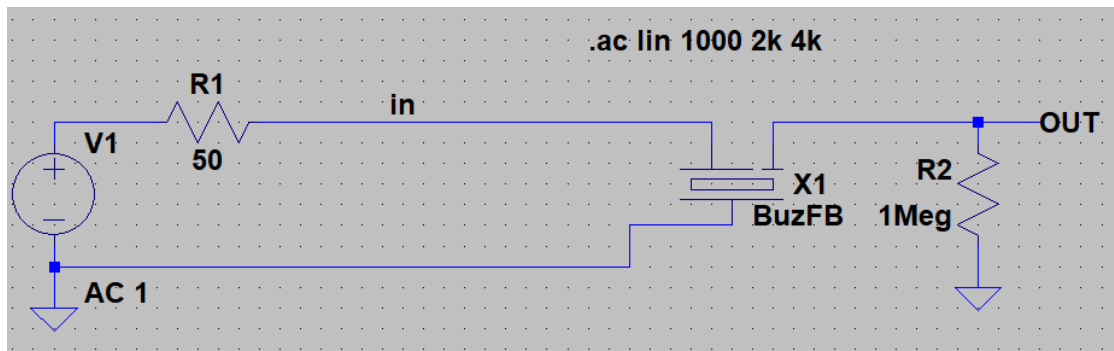 .ac lin 1000 2k 4k
R1
in
V1
50
OUT
X1
R2
BuzFB
1Meg
AC 1